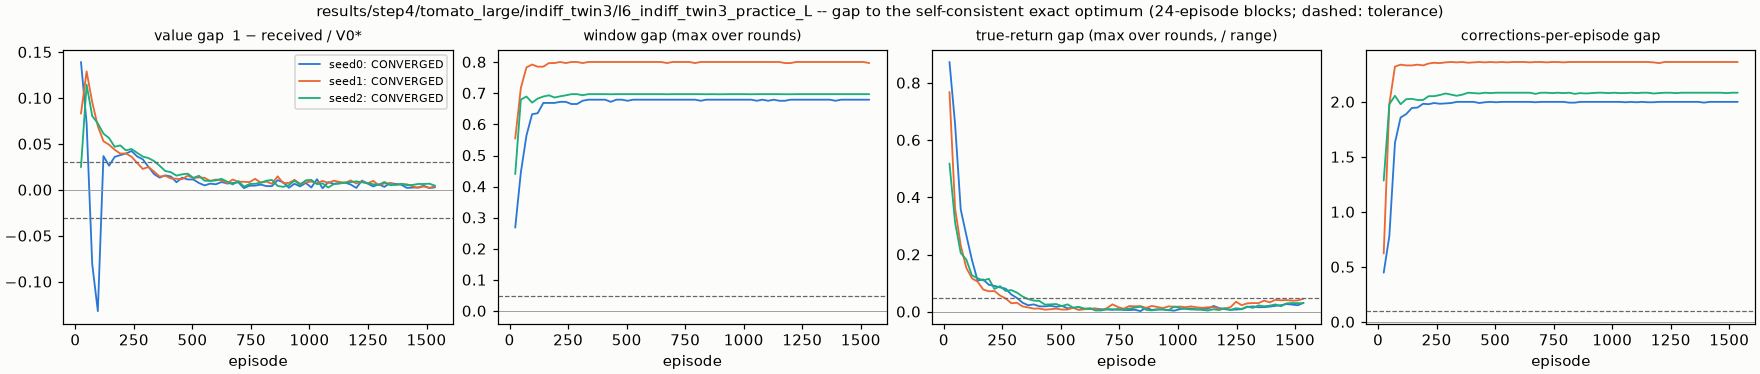 results/step4/tomato_large/indiff_twin3/I6_indiff_twin3_practice_L -- gap to the self-consistent exact optimum (24-episode blocks; dashed: tolerance)
value gap  1 − received / V0*
0.15
0.10
0.05
0.00
−0.05
−0.10
seed0: CONVERGED
seed1: CONVERGED
seed2: CONVERGED
0 250 500 750 1000 1250 1500
episode
window gap (max over rounds)
0.8
0.7
0.6
0.5
0.4
0.3
0.2
0.1
0.0
0 250 500 750 1000 1250 1500
episode
true-return gap (max over rounds, / range)
0.8
0.6
0.4
0.2
0.0
0 250 500 750 1000 1250 1500
episode
corrections-per-episode gap
2.0
1.5
1.0
0.5
0.0
0 250 500 750 1000 1250 1500
episode